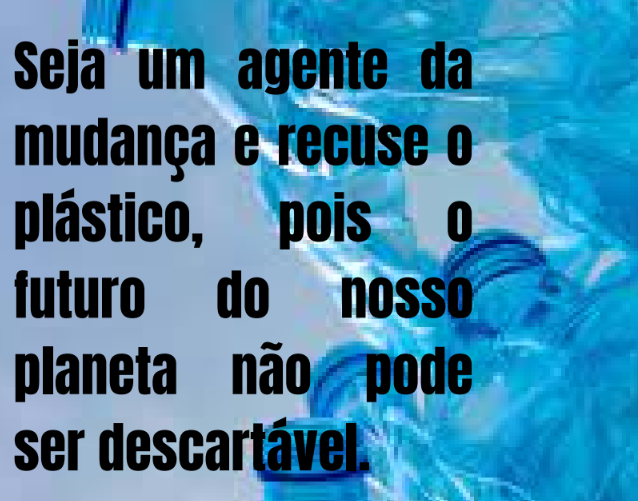 Seja um agente da
mudança e recuse o
plástico, pois o
futuro do nosso
planeta não pode
ser descartável.